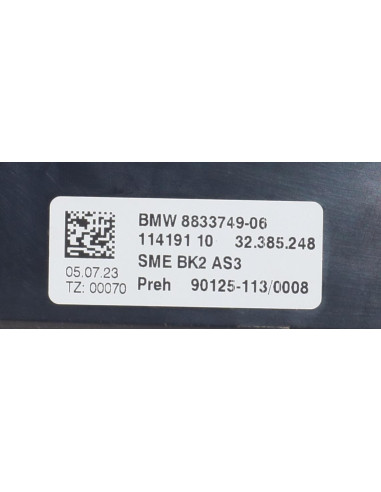 BMW 8833749-06
114191 10 32.385.248
SME BK2 AS3
Preh 90125-113/0008
05.07.23
TZ: 00070